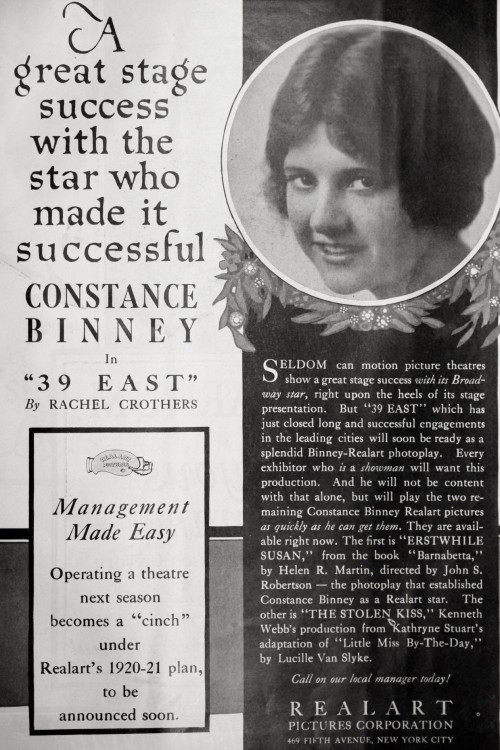 A
great stage
success
with the
star who
made it
successful
CONSTANCE
BINNEY
In
"39 EAST"
By RACHEL CROTHERS
REALART
PICTURES
Management
Made Easy
Operating a theatre
next season
becomes a "cinch"
under
Realart's 1920-21 plan,
to be
announced soon.
SELDOM can motion picture theatres
show a great stage success with its Broad-
way star, right upon the heels of its stage
presentation. But "39 EAST" which has
just closed long and successful engagements
in the leading cities will soon be ready as a
splendid Binney-Realart photoplay. Every
exhibitor who is a showman will want this
production. And he will not be content
with that alone, but will play the two re-
maining Constance Binney Realart pictures
as quickly as he can get them. They are avail-
able right now. The first is "ERSTWHILE
SUSAN," from the book "Barnabetta,"
by Helen R. Martin, directed by John S.
Robertson — the photoplay that established
Constance Binney as a Realart star. The
other is "THE STOLEN KISS," Kenneth
Webb's production from Kathryne Stuart's
adaptation of "Little Miss By-The-Day,"
by Lucille Van Slyke.
Call on our local manager today!
REALART
PICTURES CORPORATION
469 FIFTH AVENUE, NEW YORK CITY